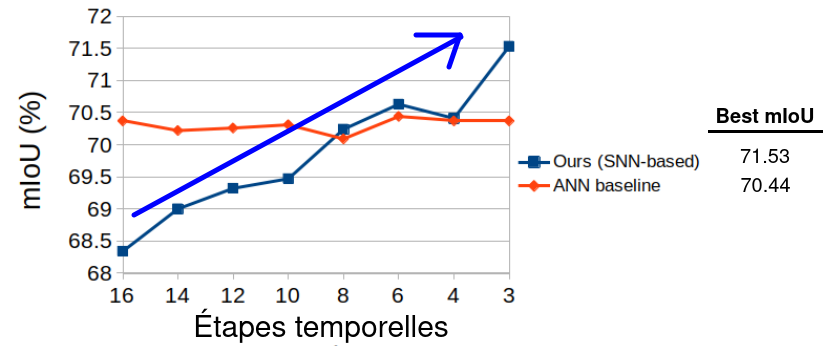 72
71.5
71
70.5
70
69.5
69
68.5
68
mIoU (%)
16 14 12 10 8 6 4 3
Étapes temporelles
Ours (SNN-based)
ANN baseline
Best mIoU
71.53
70.44